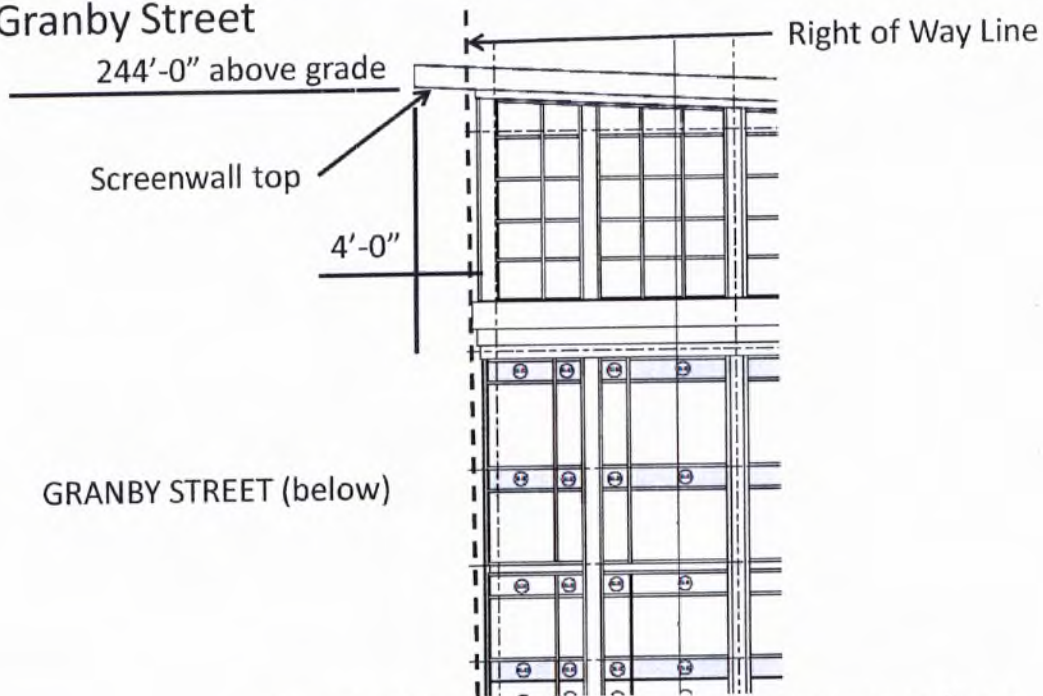 Granby Street
Right of Way Line
244'-0" above grade
Screenwall top
4'-0"
GRANBY STREET (below)